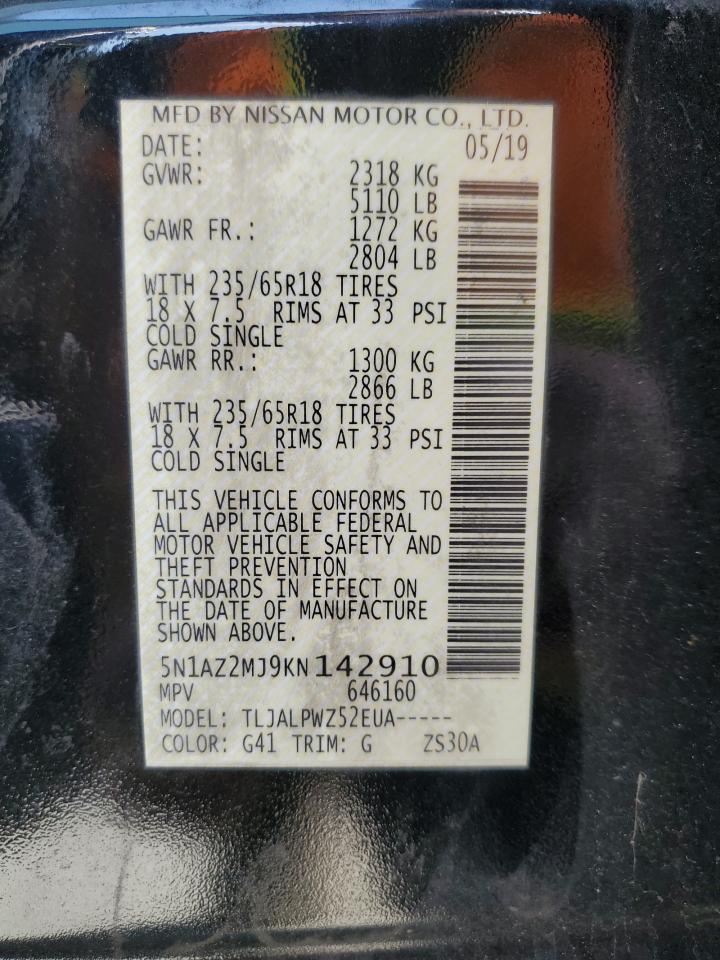 MFD BY NISSAN MOTOR CO., LTD.
DATE: 05/19
GVWR: 2318 KG
5110 LB
GAWR FR.: 1272 KG
2804 LB
WITH 235/65R18 TIRES
18 X 7.5 RIMS AT 33 PSI
COLD SINGLE
GAWR RR.: 1300 KG
2866 LB
WITH 235/65R18 TIRES
18 X 7.5 RIMS AT 33 PSI
COLD SINGLE
THIS VEHICLE CONFORMS TO
ALL APPLICABLE FEDERAL
MOTOR VEHICLE SAFETY AND
THEFT PREVENTION
STANDARDS IN EFFECT ON
THE DATE OF MANUFACTURE
SHOWN ABOVE.
5N1AZ2MJ9KN142910
MPV 646160
MODEL: TLJALPWZ52EUA-----
COLOR: G41 TRIM: G ZS30A